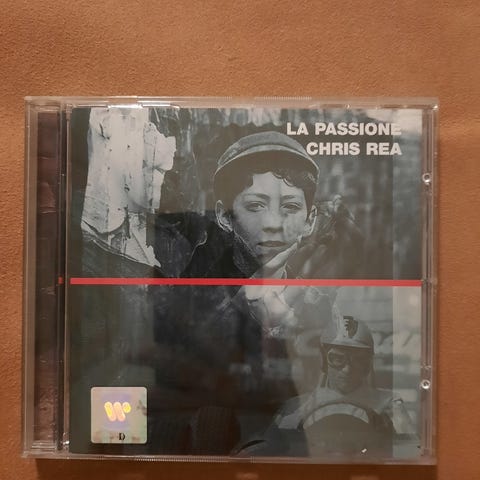 LA PASSIONE
CHRIS REA
D